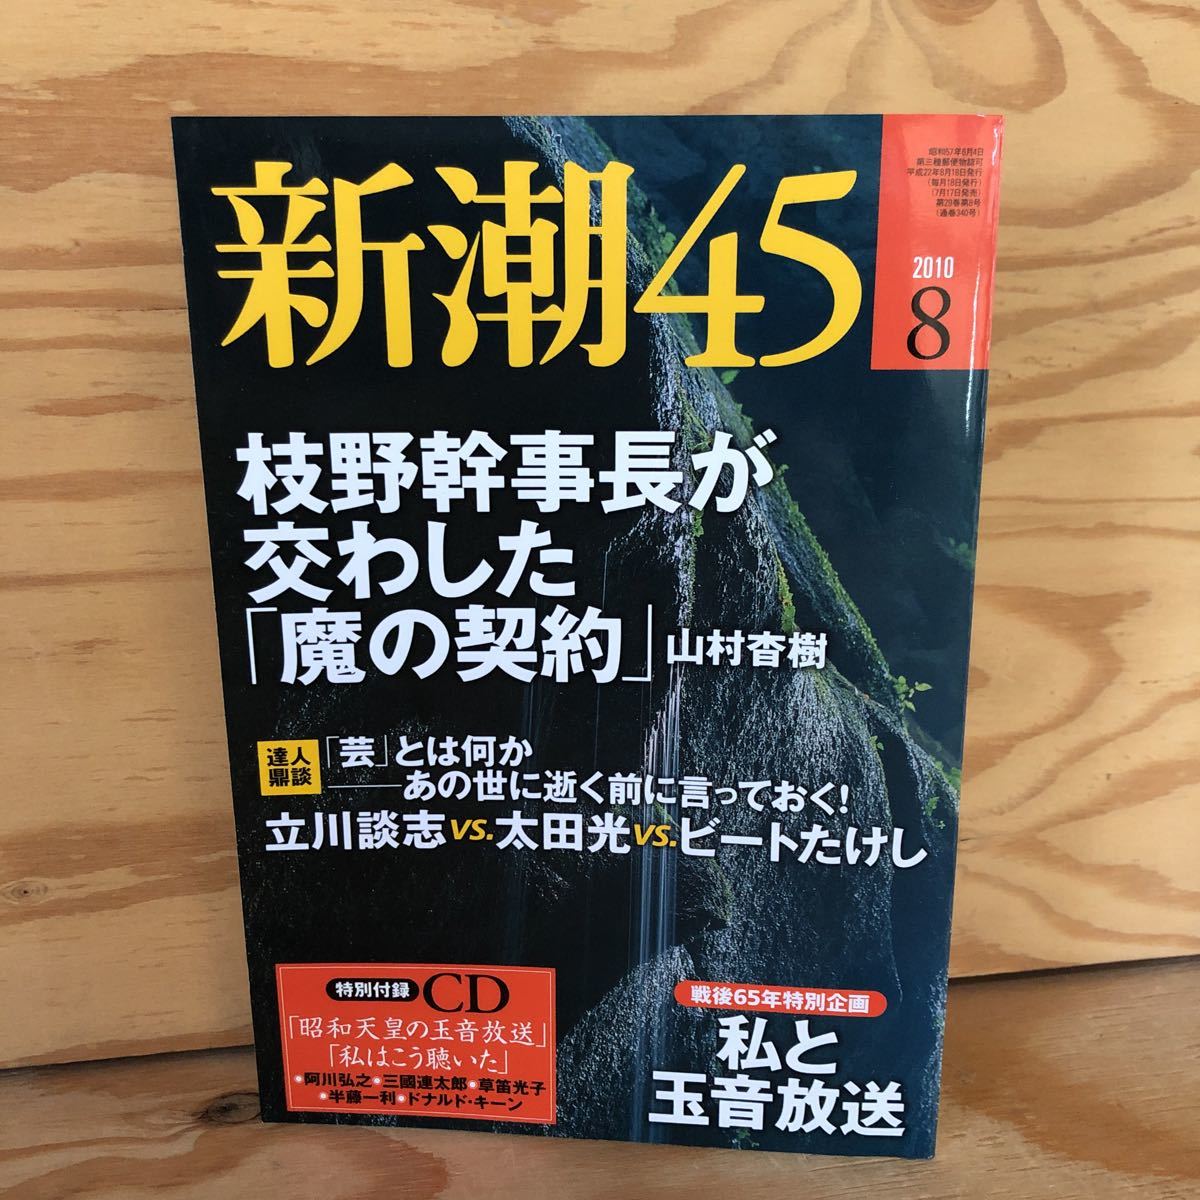 新潮45
昭和57年8月4日
第三種郵便物認可
平成22年8月18日発行
(毎月18日発行)
(7月17日発売)
第29巻第8号
(通巻340号)
2010
8
枝野幹事長が
交わした
「魔の契約」山村杳樹
達人
鼎談
「芸」とは何か
――あの世に逝く前に言っておく!
立川談志vs.太田光vs.ビートたけし
特別付録 CD
「昭和天皇の玉音放送」
「私はこう聴いた」
●阿川弘之●三國連太郎●草笛光子
●半藤一利●ドナルド・キーン
戦後65年特別企画
私と
玉音放送